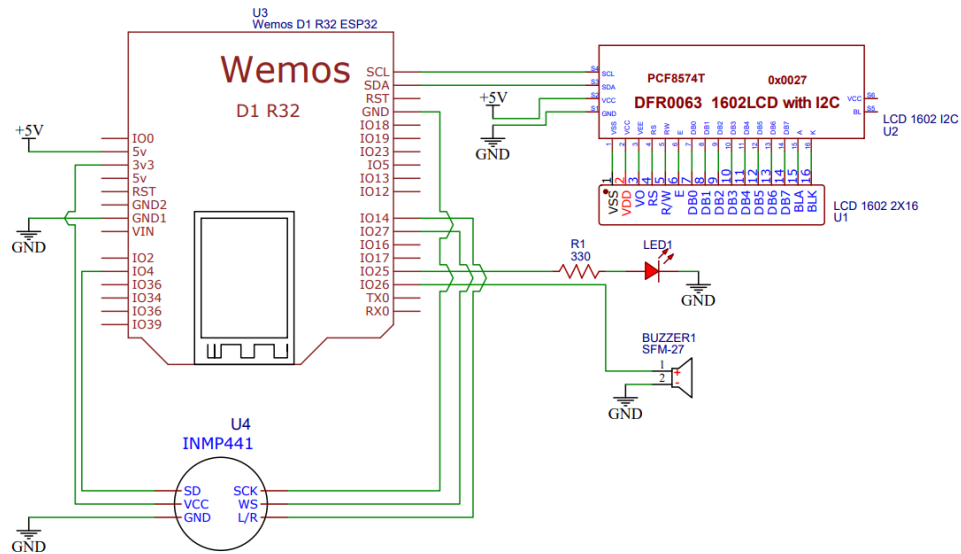 U3
Wemos D1 R32 ESP32
Wemos
D1 R32
+5V
GND
IO0
5v
3v3
5v
RST
GND2
GND1
VIN
IO2
IO4
IO36
IO34
IO36
IO39
SCL
SDA
RST
GND
IO18
IO19
IO23
IO5
IO13
IO12
IO14
IO27
IO16
IO17
IO25
IO26
TX0
RX0
+5V
GND
S4 SCL
S3 SDA
S2 VCC
S1 GND
PCF8574T 0x0027
DFR0063 1602LCD with I2C
VCC S6
BL S5
LCD 1602 I2C
U2
VSS VCC VEE RS RW E DB0 DB1 DB2 DB3 DB4 DB5 DB6 DB7 A K
1 2 3 4 5 6 7 8 9 10 11 12 13 14 15 16
1 2 3 4 5 6 7 8 9 10 11 12 13 14 15 16
VSS VDD VO RS R/W E DB0 DB1 DB2 DB3 DB4 DB5 DB6 DB7 BLA BLK
LCD 1602 2X16
U1
R1
330
LED1
GND
BUZZER1
SFM-27
1 +
2 -
GND
U4
INMP441
SD
VCC
GND
SCK
WS
L/R
GND